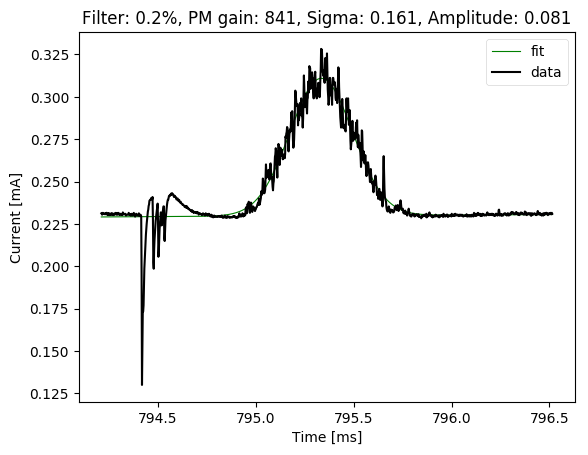 Filter: 0.2%, PM gain: 841, Sigma: 0.161, Amplitude: 0.081
fit
data
0.325
0.300
0.275
0.250
0.225
0.200
0.175
0.150
0.125
Current [mA]
794.5 795.0 795.5 796.0 796.5
Time [ms]